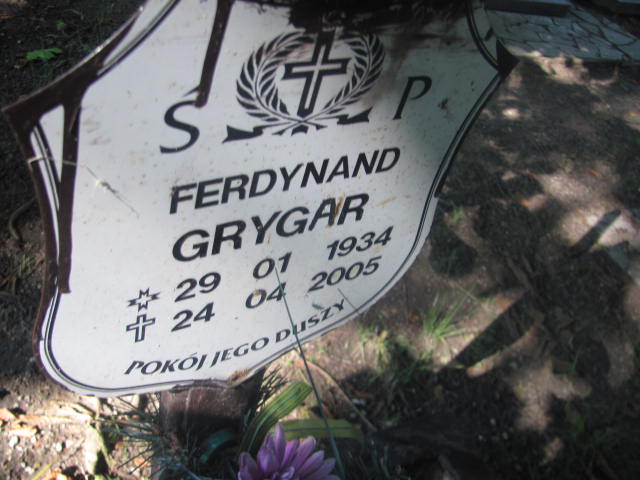 Ś P
FERDYNAND
GRYGAR
29 01 1934
24 04 2005
POKÓJ JEGO DUSZY